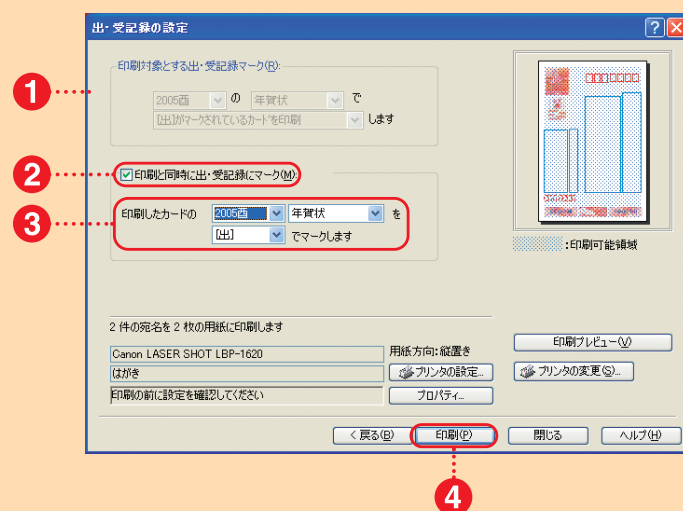 出・受記録の設定
印刷対象とする出・受記録マーク(R):
1
2005酉 の 年賀状 で
[出]がマークされているカードを印刷 します
2
印刷と同時に出・受記録にマーク(M):
3
印刷したカードの 2005酉 年賀状 を
[出] でマークします
:印刷可能領域
2 件の宛名を 2 枚の用紙に印刷します
Canon LASER SHOT LBP-1620
用紙方向:縦置き
印刷プレビュー(V)
はがき
プリンタの設定...
プリンタの変更(S)...
印刷の前に設定を確認してください
プロパティ...
< 戻る(B)
印刷(P)
閉じる
ヘルプ(H)
4